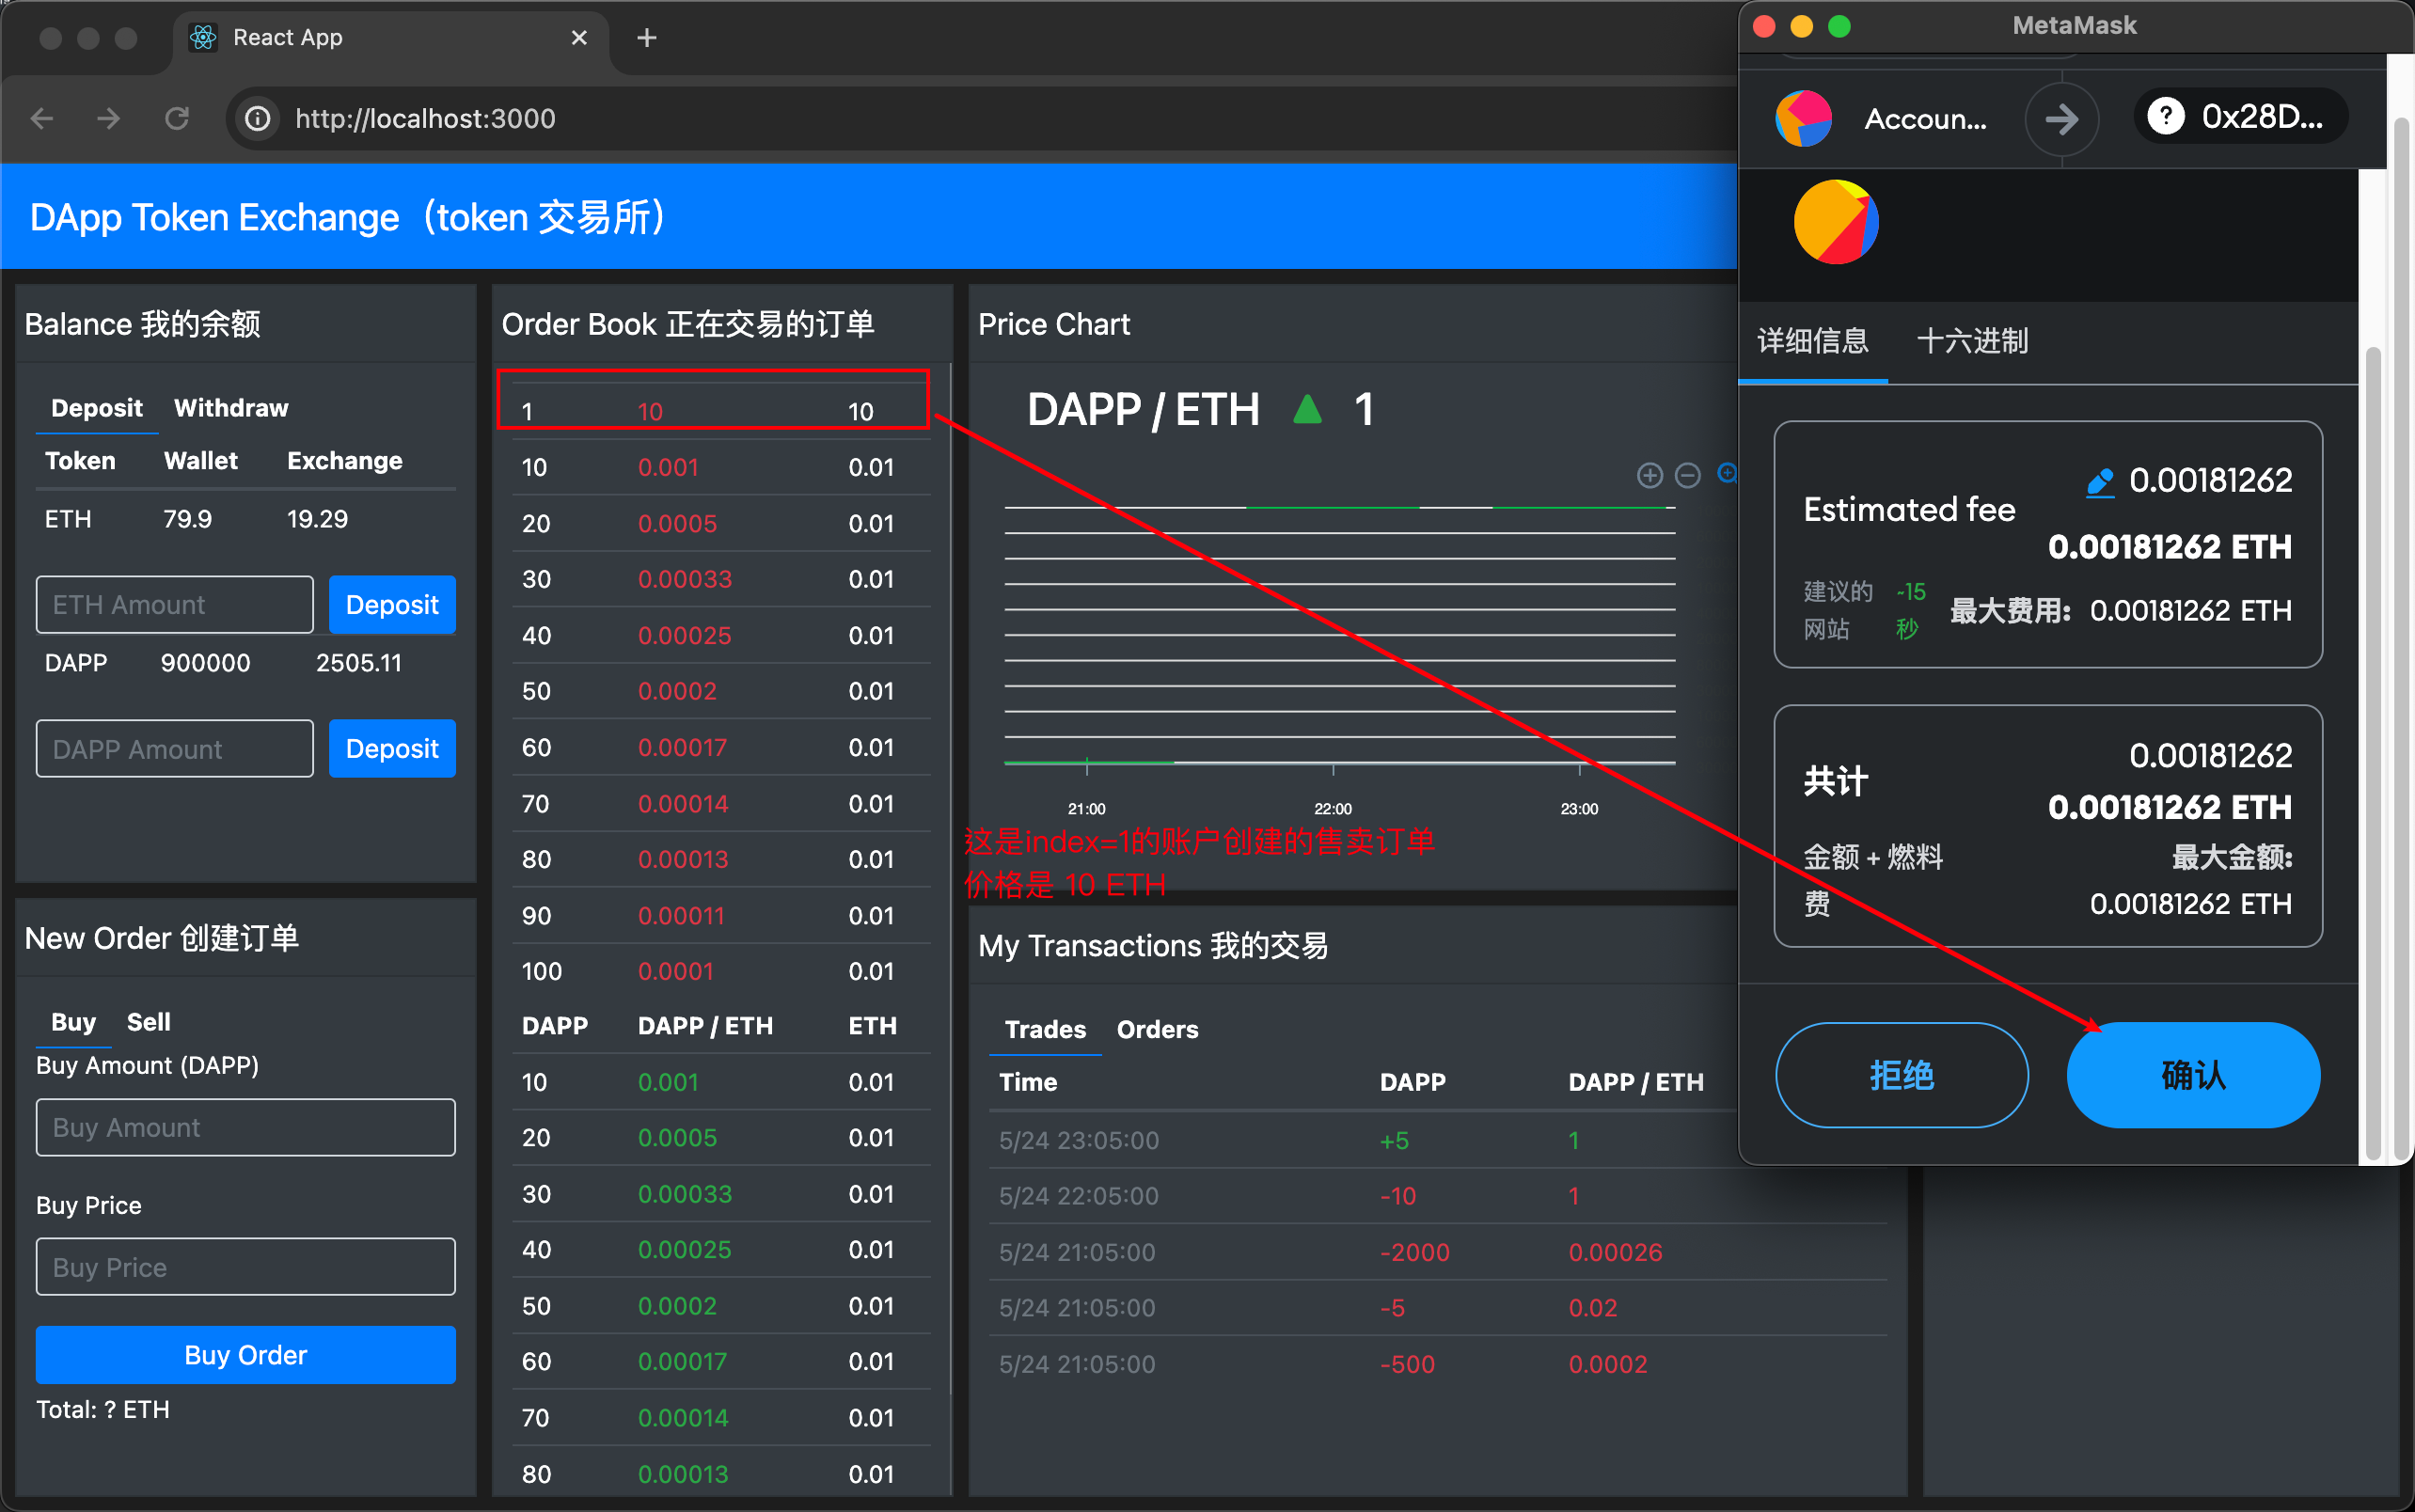 React App
http://localhost:3000
DApp Token Exchange（token 交易所）
Balance 我的余额
Deposit Withdraw
Token Wallet Exchange
ETH 79.9 19.29
ETH Amount Deposit
DAPP 900000 2505.11
DAPP Amount Deposit
New Order 创建订单
Buy Sell
Buy Amount (DAPP)
Buy Amount
Buy Price
Buy Price
Buy Order
Total: ? ETH
Order Book 正在交易的订单
1 10 10
10 0.001 0.01
20 0.0005 0.01
30 0.00033 0.01
40 0.00025 0.01
50 0.0002 0.01
60 0.00017 0.01
70 0.00014 0.01
80 0.00013 0.01
90 0.00011 0.01
100 0.0001 0.01
DAPP DAPP / ETH ETH
10 0.001 0.01
20 0.0005 0.01
30 0.00033 0.01
40 0.00025 0.01
50 0.0002 0.01
60 0.00017 0.01
70 0.00014 0.01
80 0.00013 0.01
Price Chart
DAPP / ETH ▲ 1
21:00 22:00 23:00
这是index=1的账户创建的售卖订单
价格是 10 ETH
My Transactions 我的交易
Trades Orders
Time DAPP DAPP / ETH
5/24 23:05:00 +5 1
5/24 22:05:00 -10 1
5/24 21:05:00 -2000 0.00026
5/24 21:05:00 -5 0.02
5/24 21:05:00 -500 0.0002
MetaMask
Accoun... 0x28D...
详细信息 十六进制
Estimated fee
0.00181262
0.00181262 ETH
建议的网站
~15 秒
最大费用: 0.00181262 ETH
共计
0.00181262
0.00181262 ETH
金额 + 燃料费
最大金额:
0.00181262 ETH
拒绝 确认